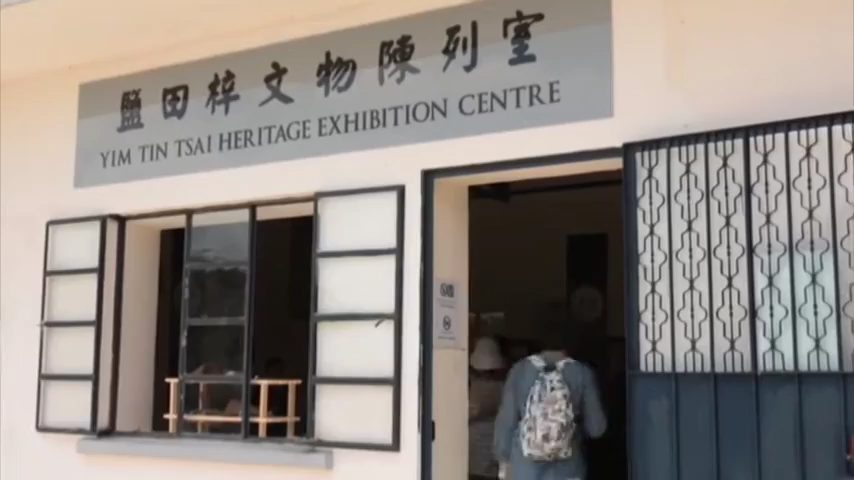 鹽田梓文物陳列室
YIM TIN TSAI HERITAGE EXHIBITION CENTRE